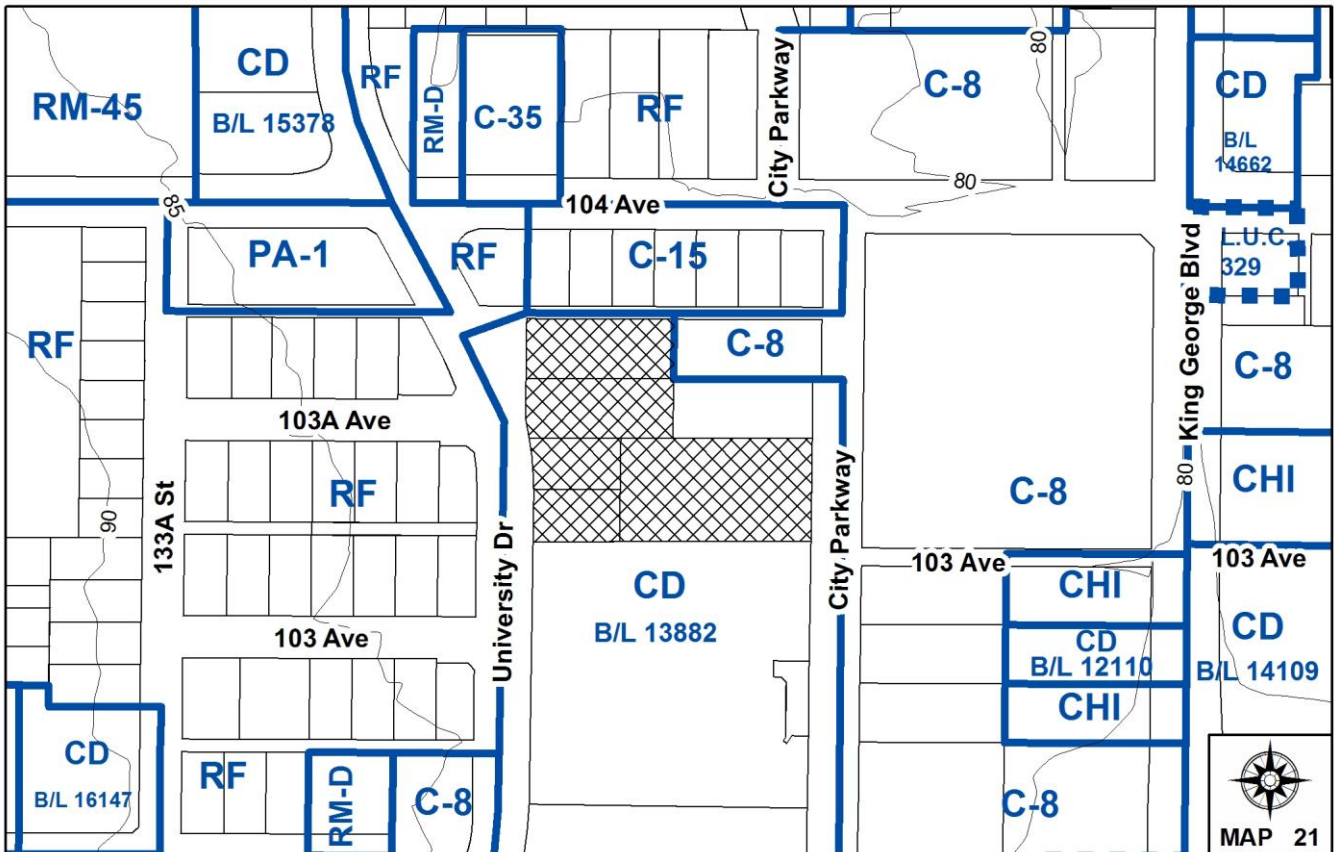 CD
B/L 15378
RM-45
RF
RM-D
C-35
RF
City Parkway
C-8
80
CD
B/L
14662
80
85
104 Ave
PA-1
RF
C-15
King George Blvd
L.U.C.
329
RF
C-8
C-8
103A Ave
RF
133A St
90
University Dr
City Parkway
C-8
80
CHI
103 Ave
103 Ave
CD
B/L 13882
CHI
CD
B/L 12110
CD
B/L 14109
103 Ave
CHI
CD
B/L 16147
RF
RM-D
C-8
C-8
MAP 21